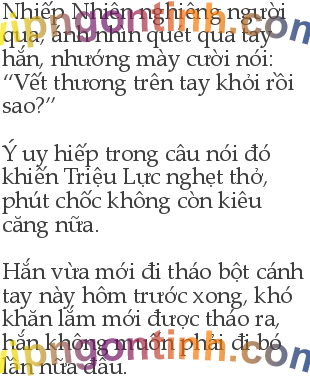 Nhiếp Nhiên nghiêng người
qua, ánh nhìn quét qua tay
hắn, nhướng mày cười nói:
“Vết thương trên tay khỏi rồi
sao?”
Ý uy hiếp trong câu nói đó
khiến Triệu Lực nghẹt thở,
phút chốc không còn kiêu
căng nữa.
Hắn vừa mới đi tháo bột cánh
tay này hôm trước xong, khó
khăn lắm mới được tháo ra,
hắn không muốn phải đi bó
lần nữa đâu.